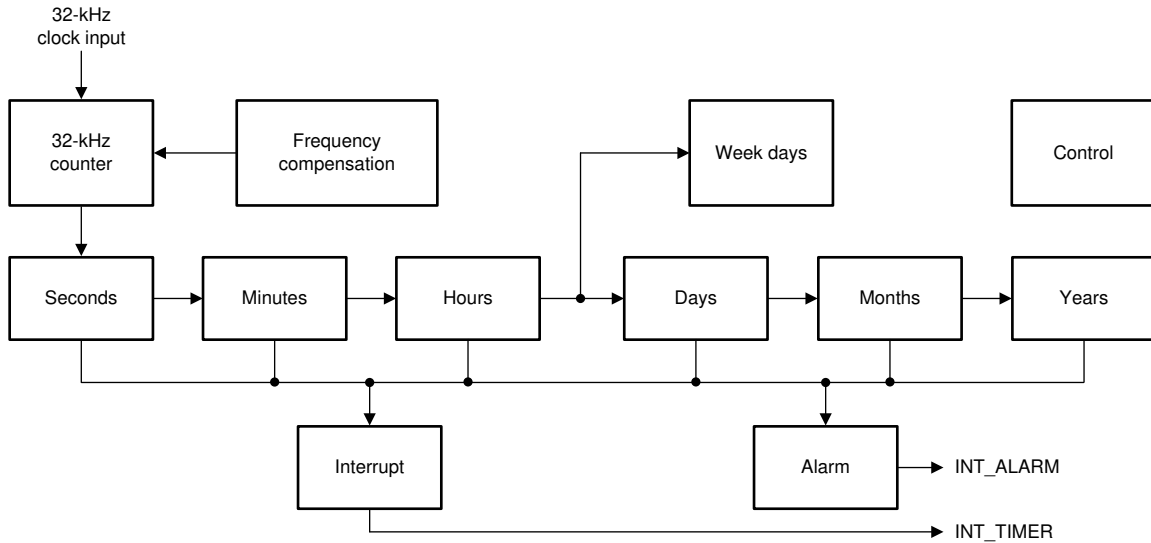 32-kHz
clock input
32-kHz
counter
Frequency
compensation
Week days
Control
Seconds
Minutes
Hours
Days
Months
Years
Interrupt
Alarm
INT_ALARM
INT_TIMER